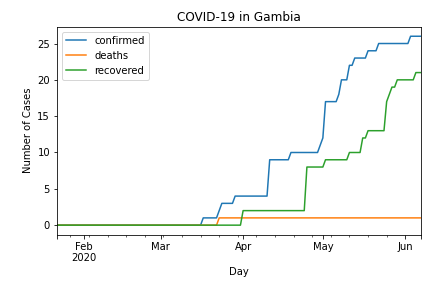 COVID-19 in Gambia
confirmed
deaths
recovered
Number of Cases
25
20
15
10
5
0
Feb
2020
Mar
Apr
May
Jun
Day